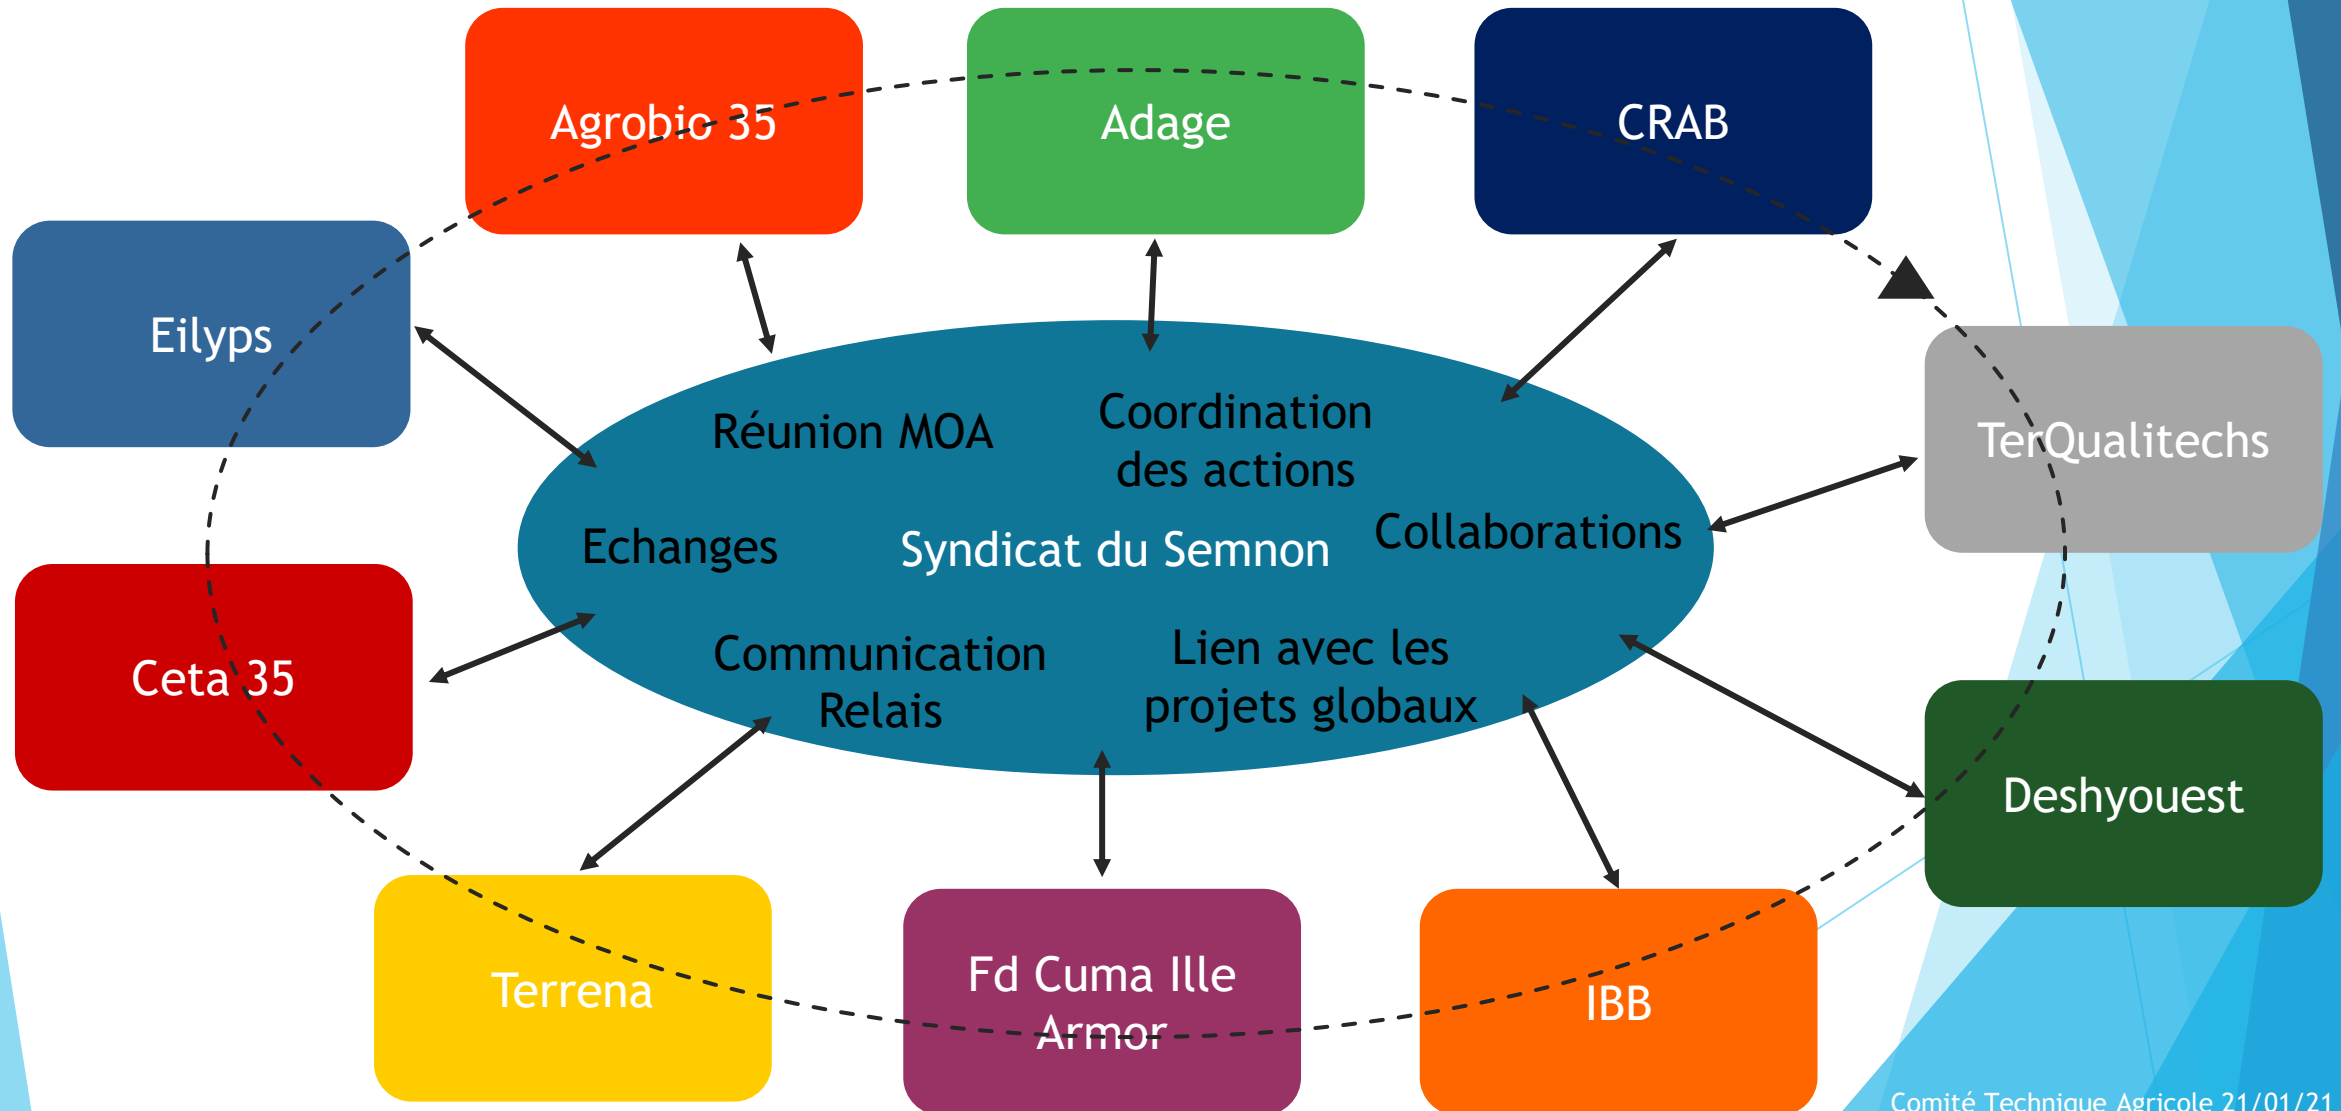 Agrobio 35
Adage
CRAB
Eilyps
TerQualitechs
Réunion MOA
Coordination
des actions
Echanges
Syndicat du Semnon
Collaborations
Ceta 35
Communication
Relais
Lien avec les
projets globaux
Deshyouest
Terrena
Fd Cuma Ille
Armor
IBB
Comité Technique Agricole 21/01/21